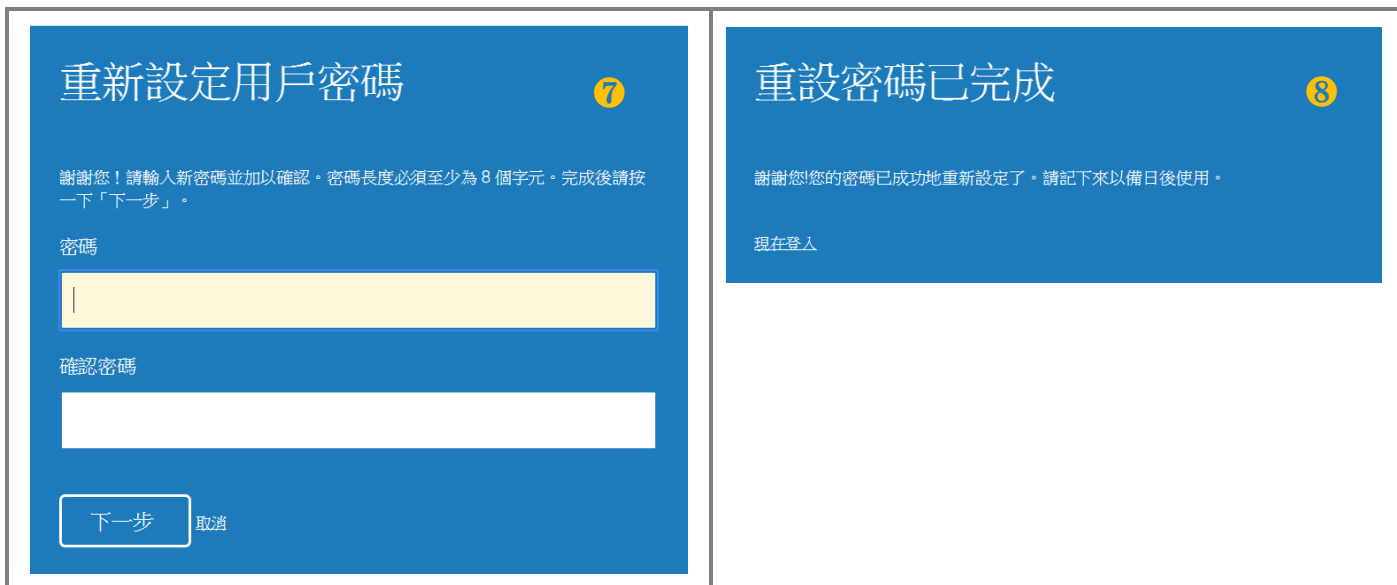 重新設定用戶密碼
❼
謝謝您！請輸入新密碼並加以確認。密碼長度必須至少為 8 個字元。完成後請按
一下「下一步」。
密碼
確認密碼
下一步 取消
重設密碼已完成
❽
謝謝您!您的密碼已成功地重新設定了。請記下來以備日後使用。
現在登入